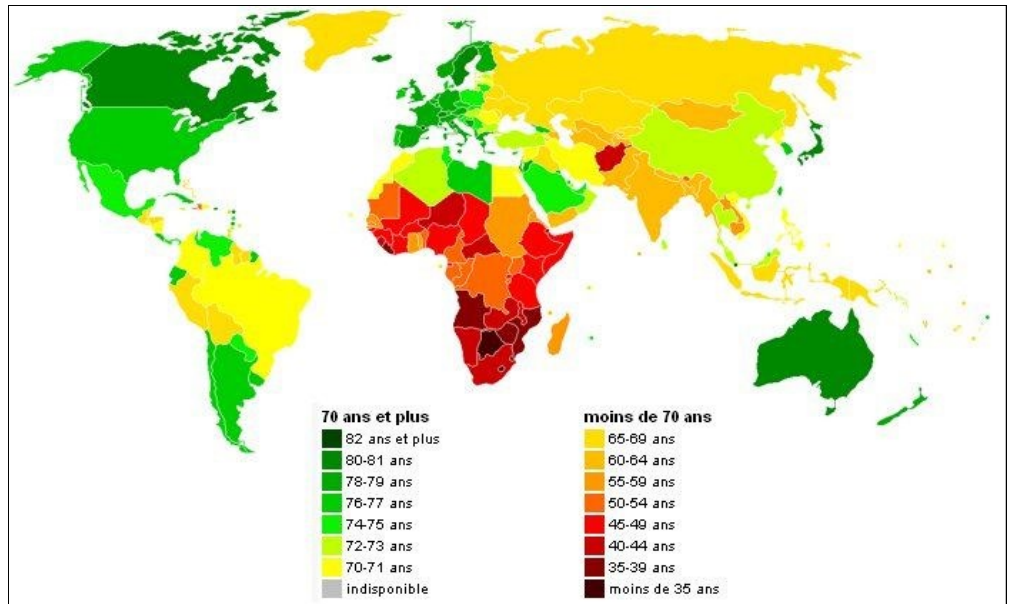 70 ans et plus
82 ans et plus
80-81 ans
78-79 ans
76-77 ans
74-75 ans
72-73 ans
70-71 ans
indisponible
moins de 70 ans
65-69 ans
60-64 ans
55-59 ans
50-54 ans
45-49 ans
40-44 ans
35-39 ans
moins de 35 ans